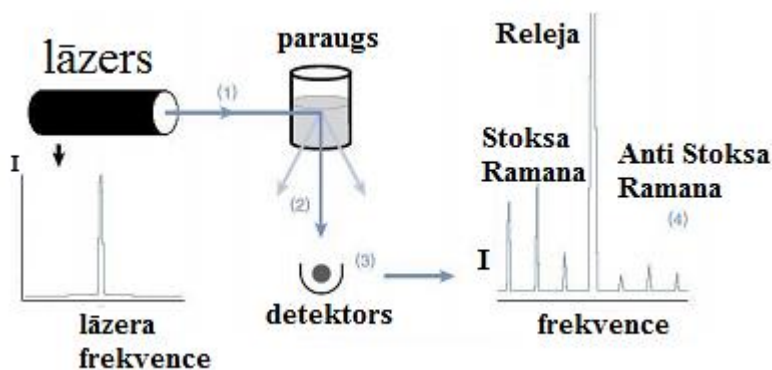 lāzers
(1)
paraugs
Releja
Stoksa
Ramana
Anti Stoksa
Ramana
(4)
I
(2)
(3)
I
detektors
lāzera
frekvence
frekvence